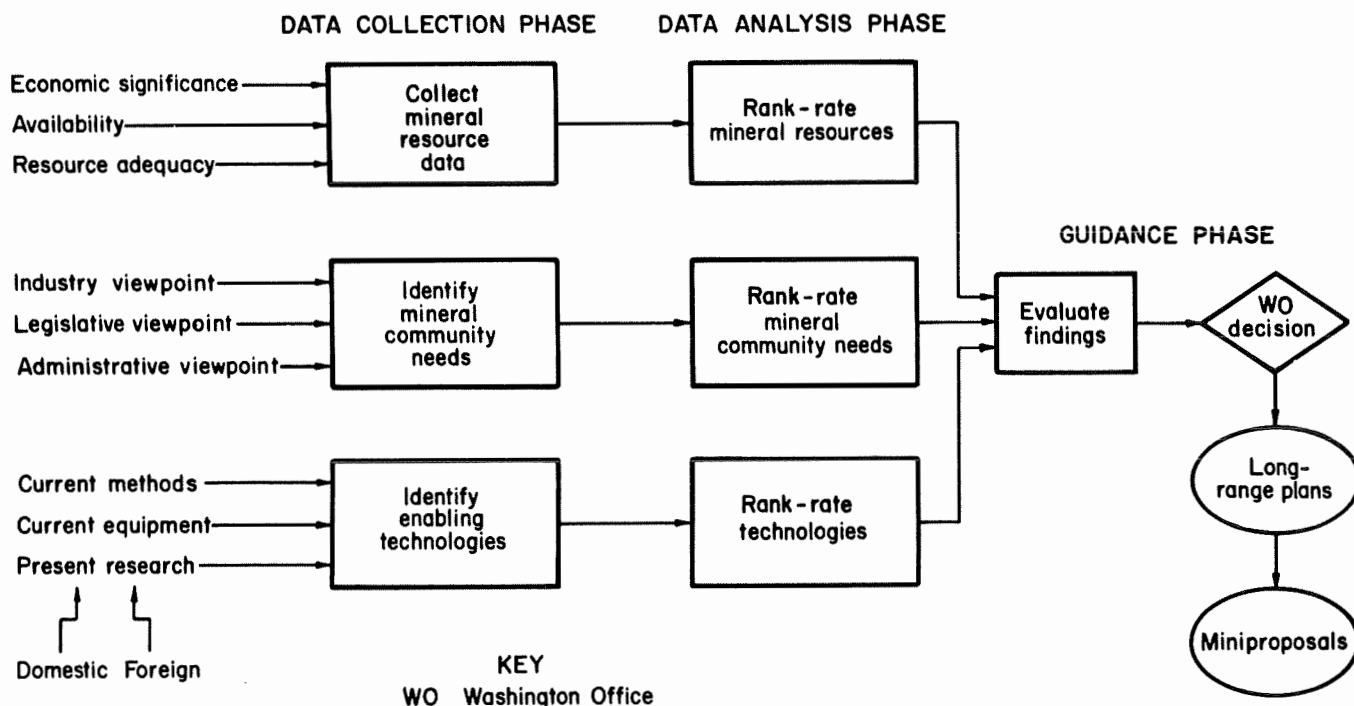 DATA COLLECTION PHASE
DATA ANALYSIS PHASE
Economic significance
Availability
Resource adequacy
Collect
mineral
resource
data
Rank-rate
mineral resources
Industry viewpoint
Legislative viewpoint
Administrative viewpoint
Identify
mineral
community
needs
Rank-rate
mineral
community needs
GUIDANCE PHASE
Evaluate
findings
WO
decision
Long-
range plans
Miniproposals
Current methods
Current equipment
Present research
Domestic Foreign
Identify
enabling
technologies
Rank-rate
technologies
KEY
WO Washington Office